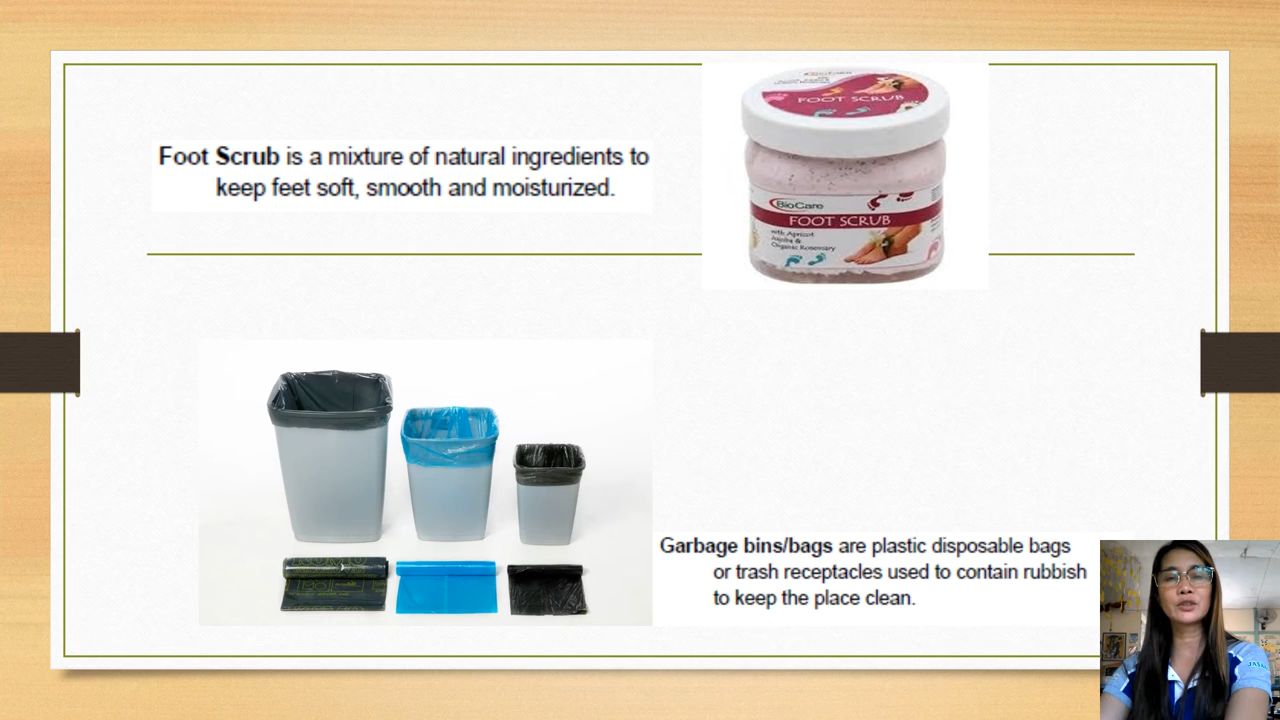 Foot Scrub is a mixture of natural ingredients to
keep feet soft, smooth and moisturized.
BioCare
FOOT SCRUB
BioCare
FOOT SCRUB
with Apricot
Jojoba &
Organic Rosemary
Garbage bins/bags are plastic disposable bags
or trash receptacles used to contain rubbish
to keep the place clean.